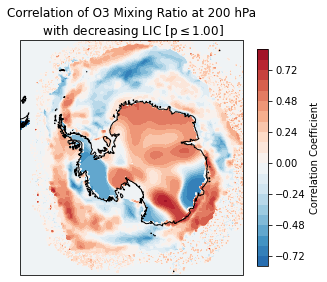 Correlation of O3 Mixing Ratio at 200 hPa
with decreasing LIC [p ≤ 1.00]
0.72
0.48
0.24
0.00
−0.24
−0.48
−0.72
Correlation Coefficient